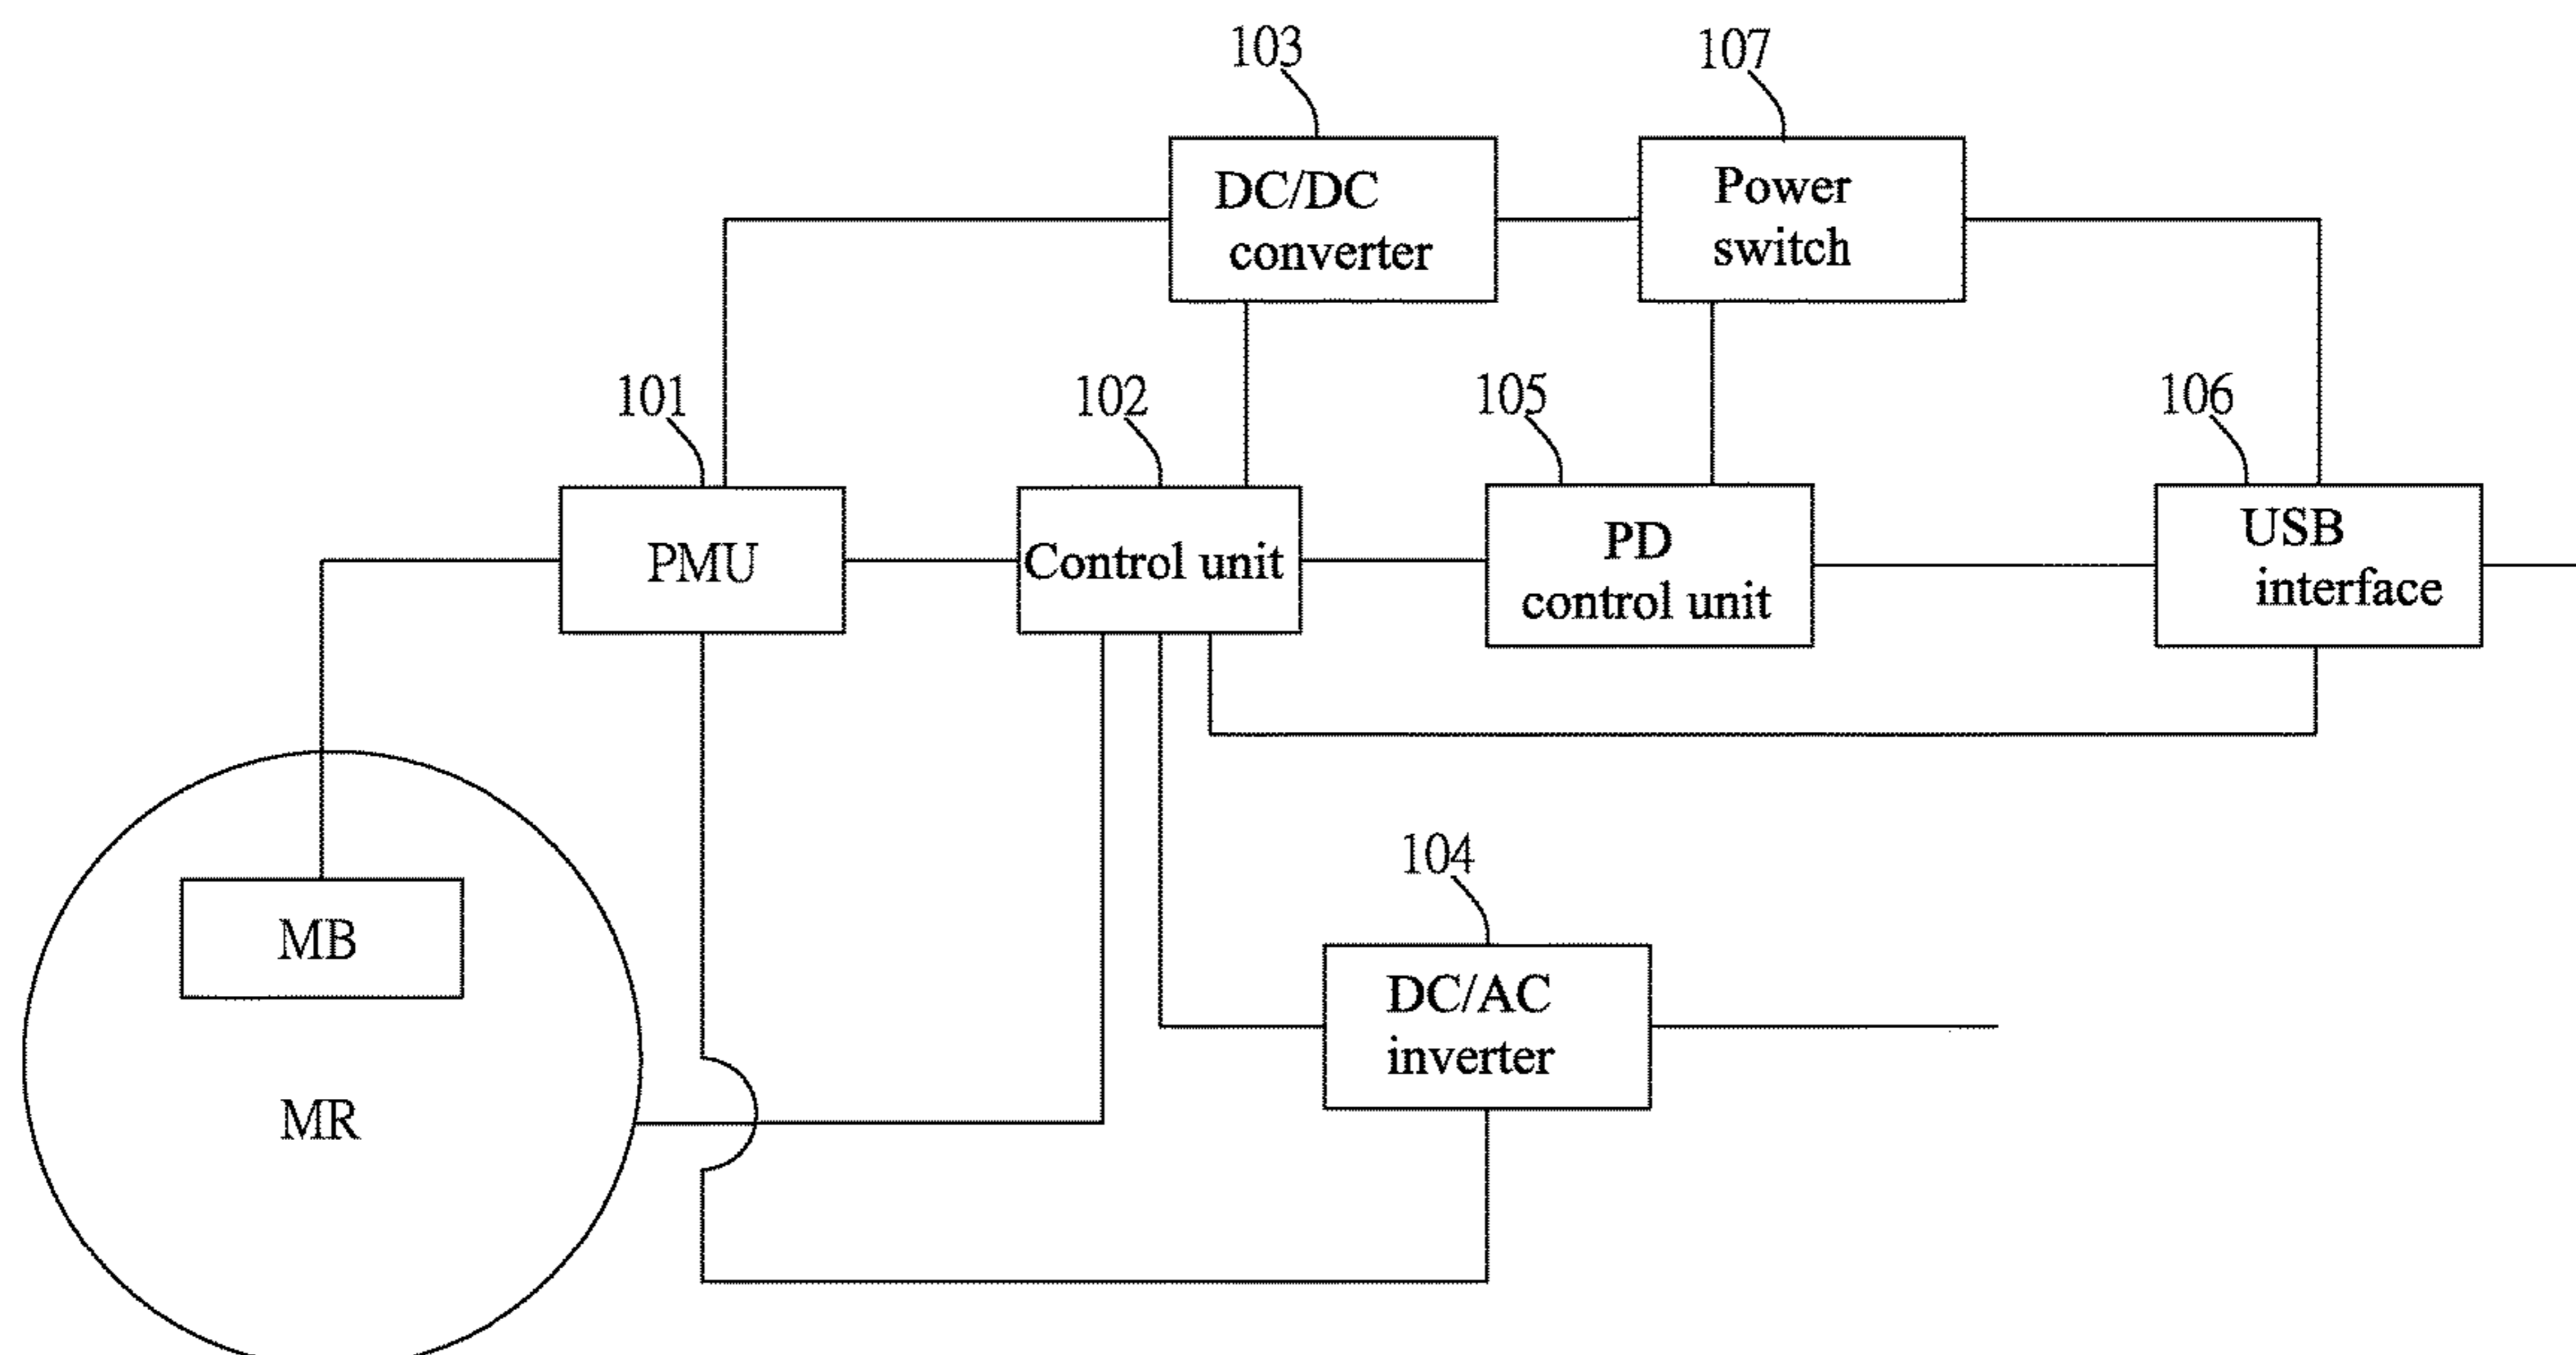 103
107
DC/DC
converter
Power
switch
101
102
105
106
PMU
Control unit
PD
control unit
USB
interface
104
MB
DC/AC
inverter
MR